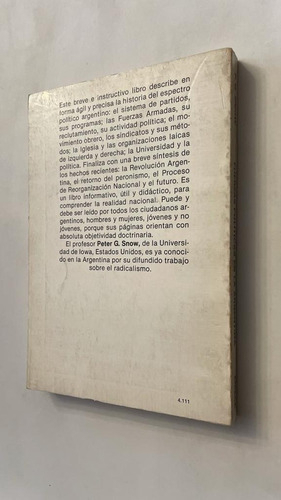 Este breve e instructivo libro describe en
forma ágil y precisa la historia del espectro
político argentino: el sistema de partidos,
sus programas; las Fuerzas Armadas, su
reclutamiento, su actividad política; el mo-
vimiento obrero, los sindicatos y sus méto-
dos; la iglesia y las organizaciones laicas
de izquierda y derecha; la Universidad y la
política. Finaliza con una breve síntesis de
los hechos recientes: la Revolución Argen-
tina, el retorno del peronismo, el Proceso
de Reorganización Nacional y el futuro. Es
un libro informativo, útil y didáctico, para
comprender la realidad nacional. Puede y
debe ser leído por todos los ciudadanos ar-
gentinos, hombres y mujeres, jóvenes y no
jóvenes, porque sus páginas orientan con
absoluta objetividad doctrinaria.
El profesor Peter G. Snow, de la Universi-
dad de Iowa, Estados Unidos, es ya conoci-
do en la Argentina por su difundido trabajo
sobre el radicalismo.
4.111